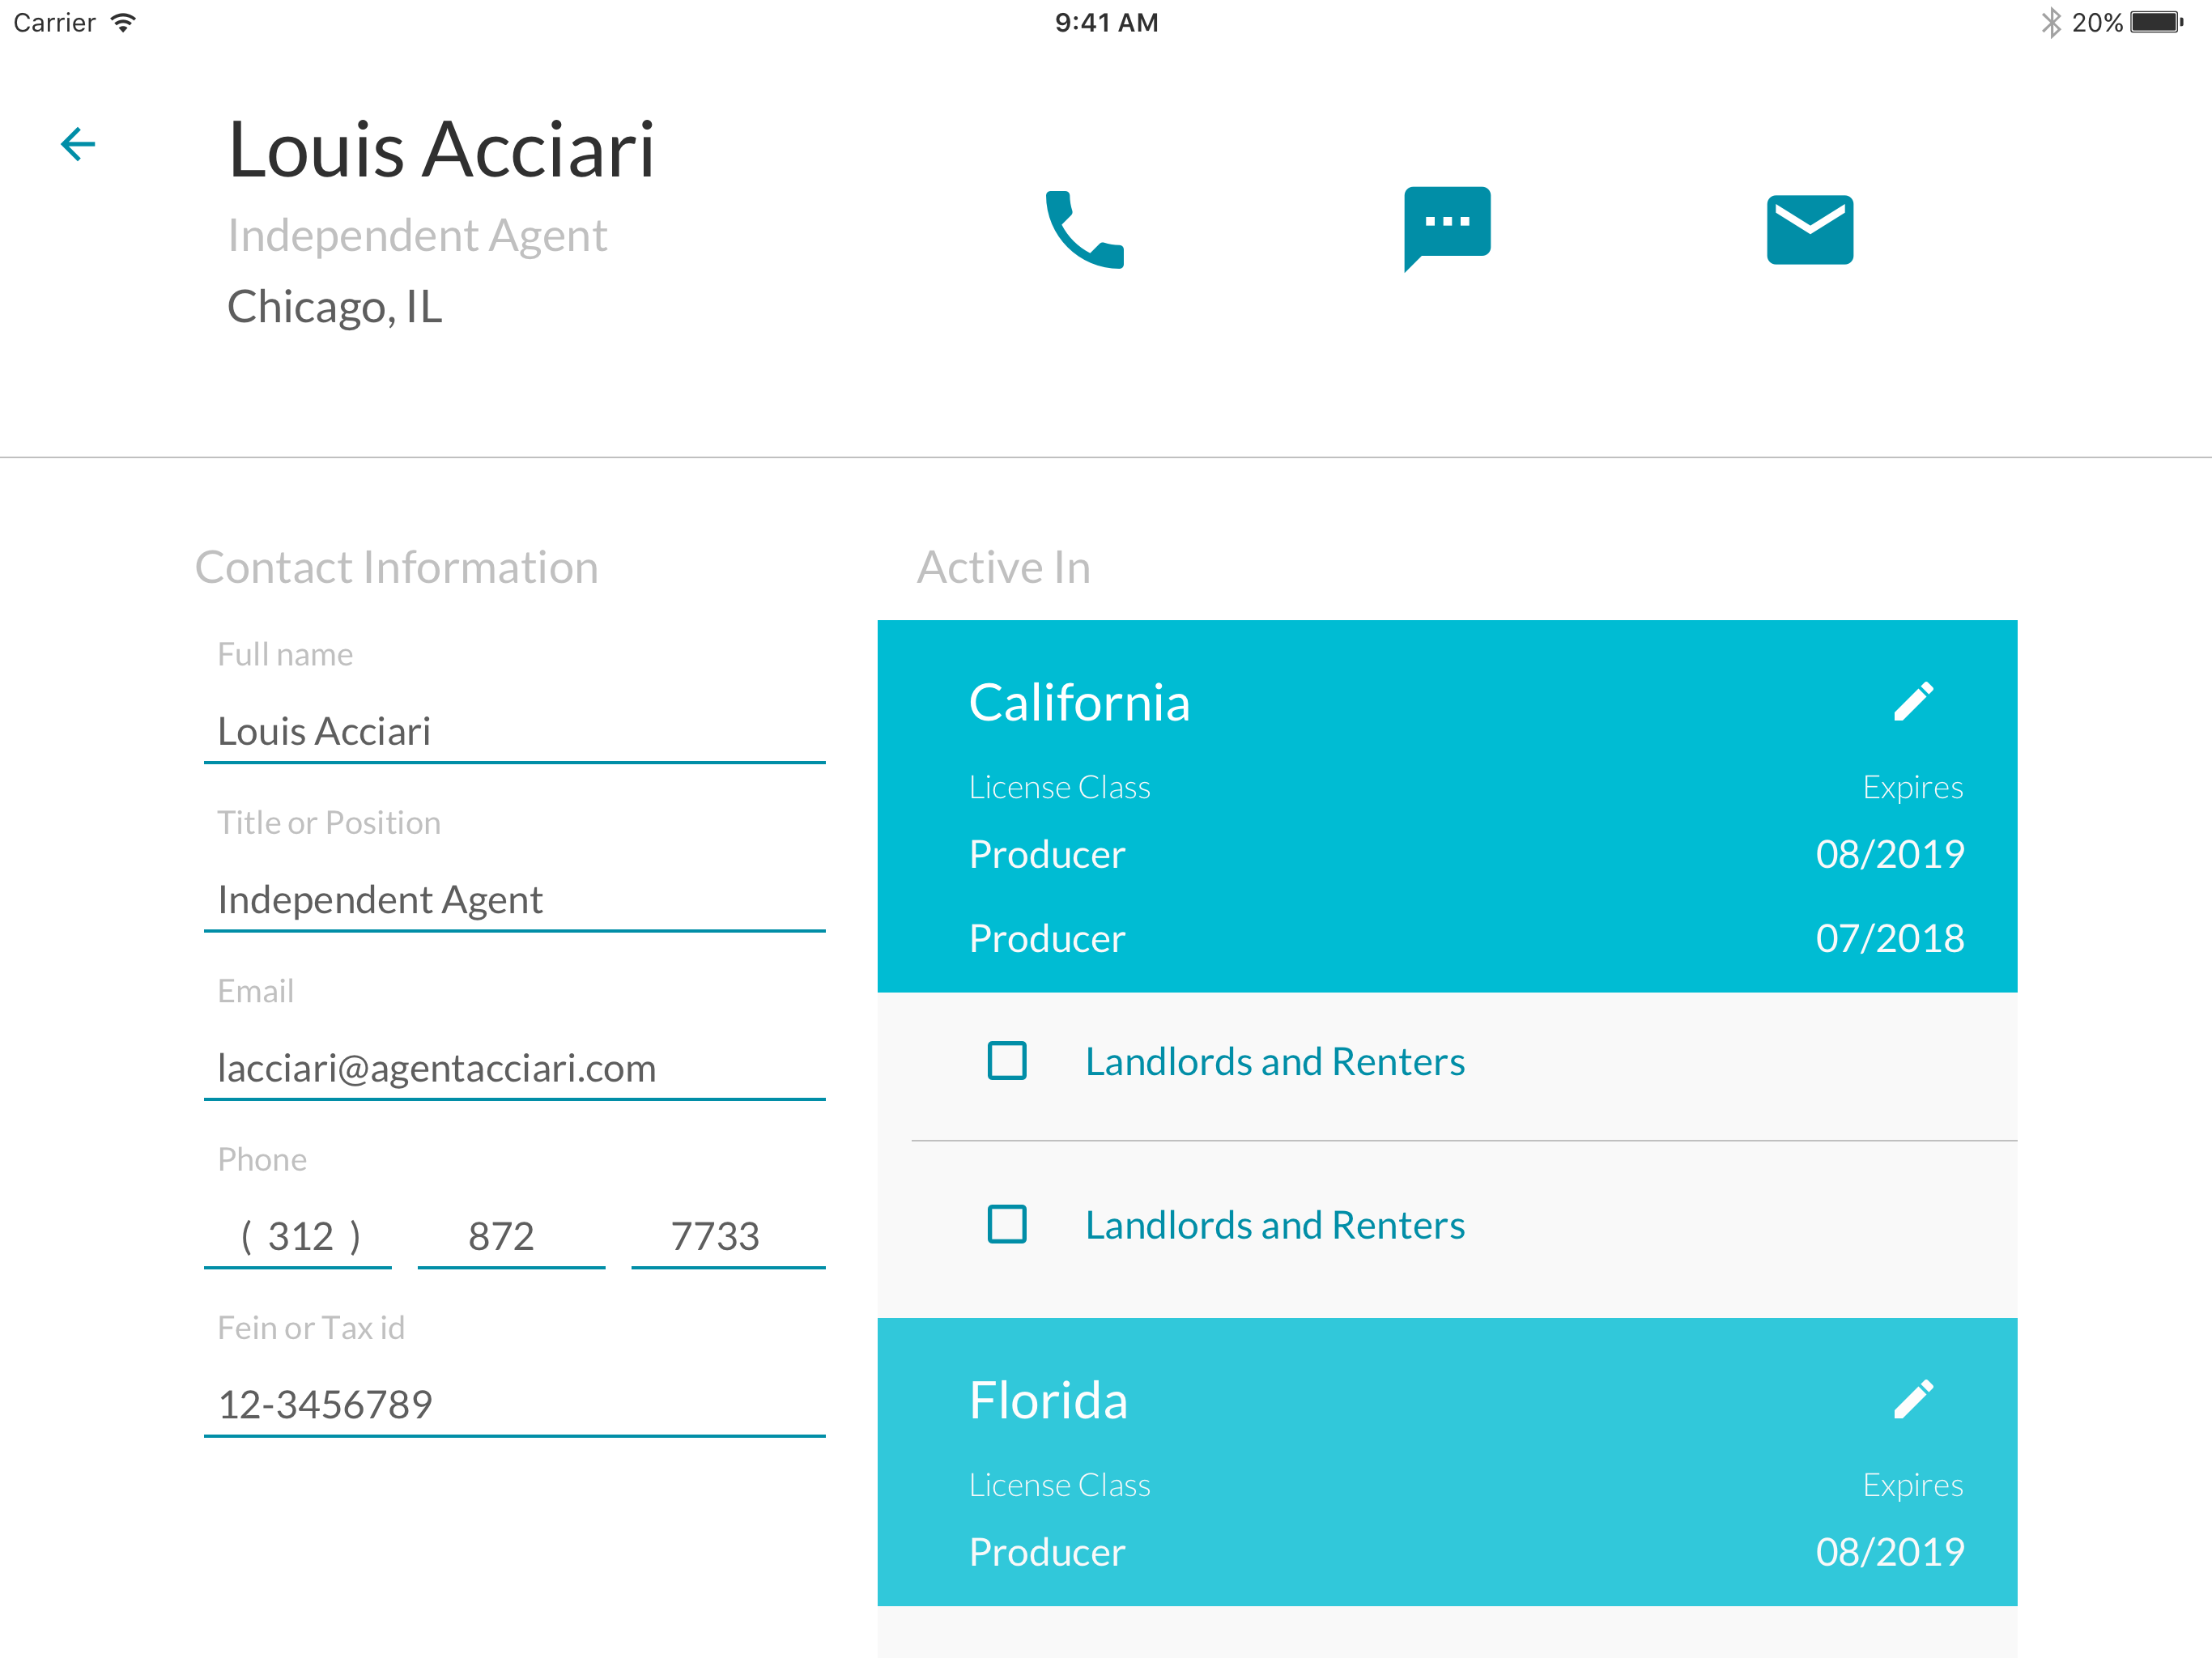 Carrier 9:41 AM 20%
Louis Acciari
Independent Agent
Chicago, IL
Contact Information
Full name
Louis Acciari
Title or Position
Independent Agent
Email
lacciari@agentacciari.com
Phone
( 312 ) 872 7733
Fein or Tax id
12-3456789
Active In
California
License Class Expires
Producer 08/2019
Producer 07/2018
Landlords and Renters
Landlords and Renters
Florida
License Class Expires
Producer 08/2019